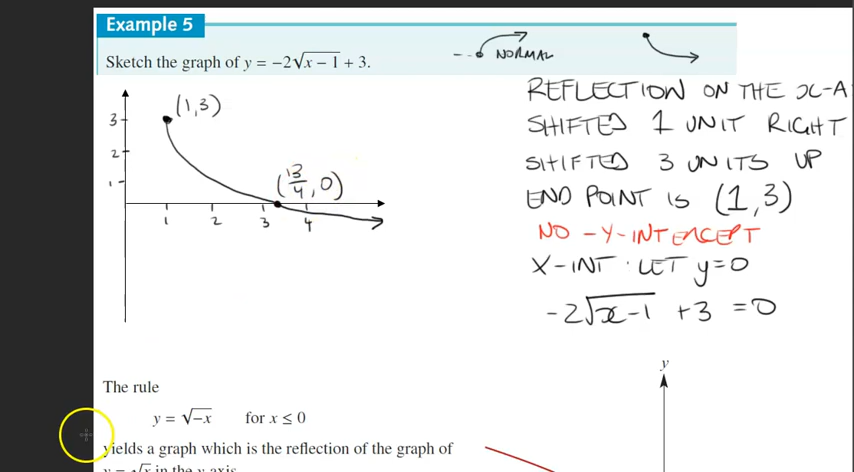 Example 5
Sketch the graph of y = −2√(x − 1) + 3.
NORMAL
(1,3)
3
2
1
(13/4, 0)
1 2 3 4
REFLECTION ON THE X-A
SHIFTED 1 UNIT RIGHT
SHIFTED 3 UNITS UP
END POINT IS (1,3)
NO -Y-INTERCEPT
X-INT · LET y=0
-2√(x-1) +3 =0
The rule
y = √−x for x ≤ 0
yields a graph which is the reflection of the graph of
y = √x in the y-axis
y